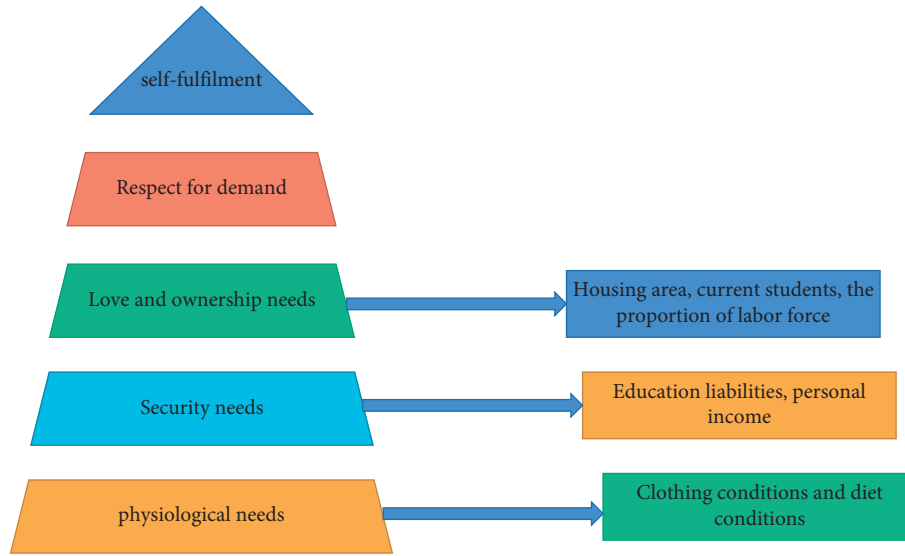 self-fulfilment
Respect for demand
Love and ownership needs
Housing area, current students, the
proportion of labor force
Security needs
Education liabilities, personal
income
physiological needs
Clothing conditions and diet
conditions